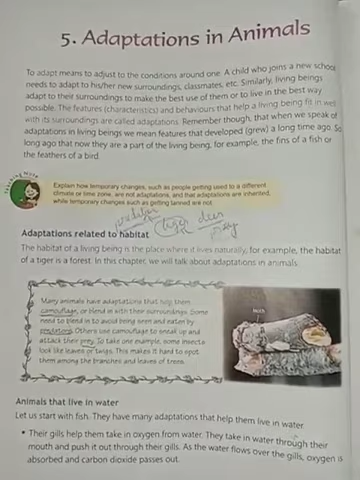 5. Adaptations in Animals
To adapt means to adjust to the conditions around one. A child who joins a new school
needs to adapt to his/her new surroundings, classmates, etc. Similarly, living beings
adapt to their surroundings to make the best use of them or to live in the best way
possible. The features (characteristics) and behaviours that help a living being fit in well
with its surroundings are called adaptations. Remember though, that when we speak of
adaptations in living beings we mean features that developed (grew) a long time ago. So
long ago that now they are a part of the living being, for example, the fins of a fish or
the feathers of a bird.
Explain how temporary changes, such as people getting used to a different
climate or time zone, are not adaptations, and that adaptations are inherited,
while temporary changes such as getting tanned are not.
predator
tiger
deer
prey
Adaptations related to habitat
The habitat of a living being is the place where it lives naturally, for example, the habitat
of a tiger is a forest. In this chapter, we will talk about adaptations in animals.
Many animals have adaptations that help them
camouflage, or blend in with their surroundings. Some
need to blend in to avoid being seen and eaten by
predators. Others use camouflage to sneak up and
attack their prey. To take one example, some insects
look like leaves or twigs. This makes it hard to spot
them among the branches and leaves of trees.
Moth
Animals that live in water
Let us start with fish. They have many adaptations that help them live in water.
• Their gills help them take in oxygen from water. They take in water through their
mouth and push it out through their gills. As the water flows over the gills, oxygen is
absorbed and carbon dioxide passes out.